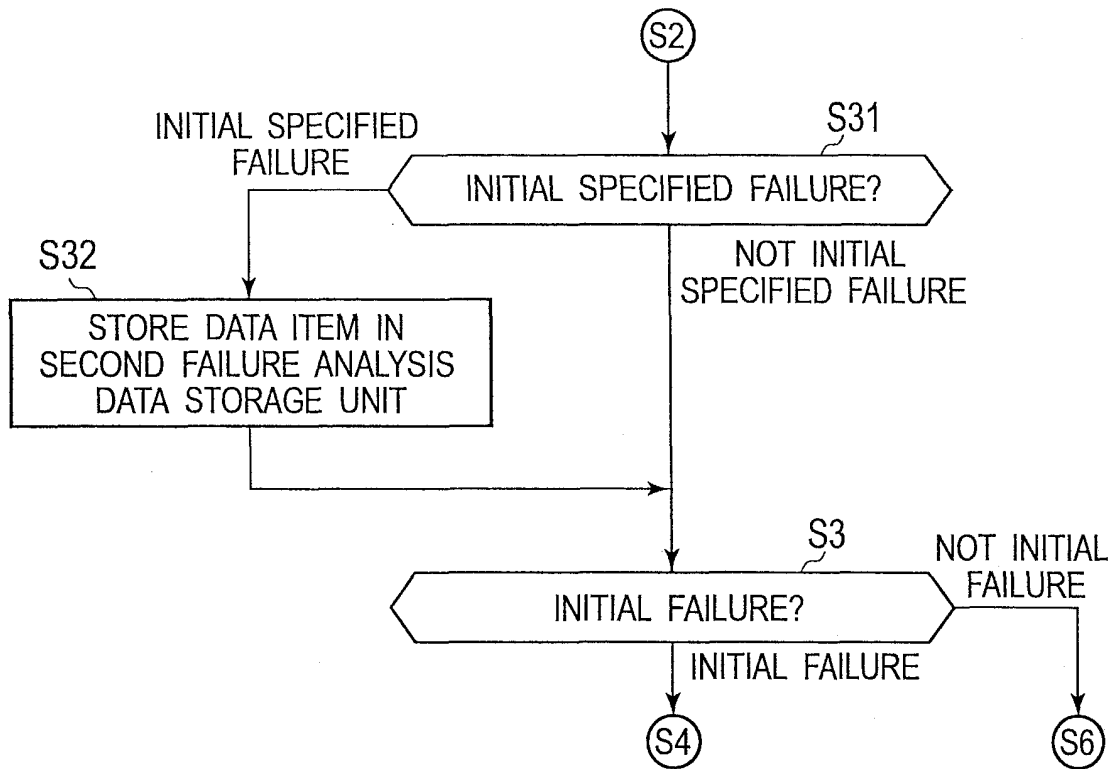 S2
S31
INITIAL SPECIFIED
FAILURE
INITIAL SPECIFIED FAILURE?
NOT INITIAL
SPECIFIED FAILURE
S32
STORE DATA ITEM IN
SECOND FAILURE ANALYSIS
DATA STORAGE UNIT
S3
NOT INITIAL
FAILURE
INITIAL FAILURE?
INITIAL FAILURE
S4
S6